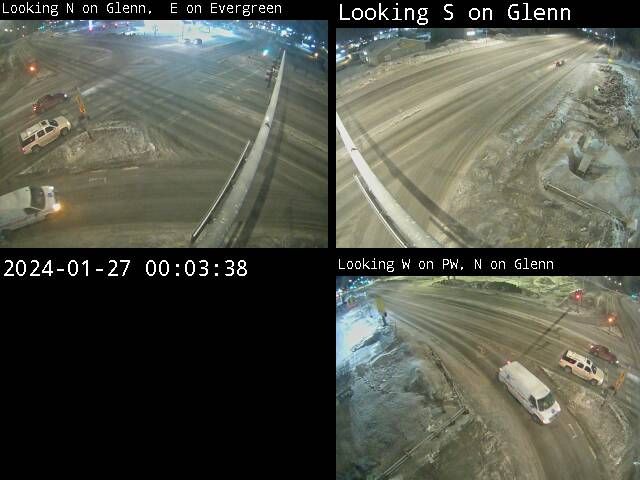 Looking N on Glenn,  E on Evergreen
Looking S on Glenn
2024-01-27 00:03:38
Looking W on PW, N on Glenn